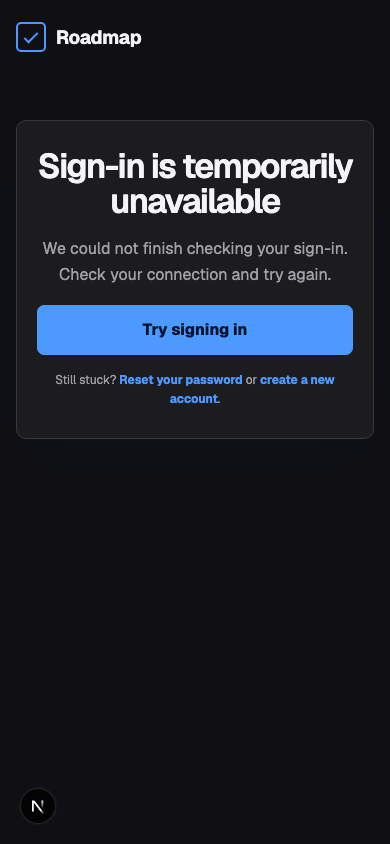 Roadmap
Sign-in is temporarily
unavailable
We could not finish checking your sign-in.
Check your connection and try again.
Try signing in
Still stuck? Reset your password or create a new
account.
N